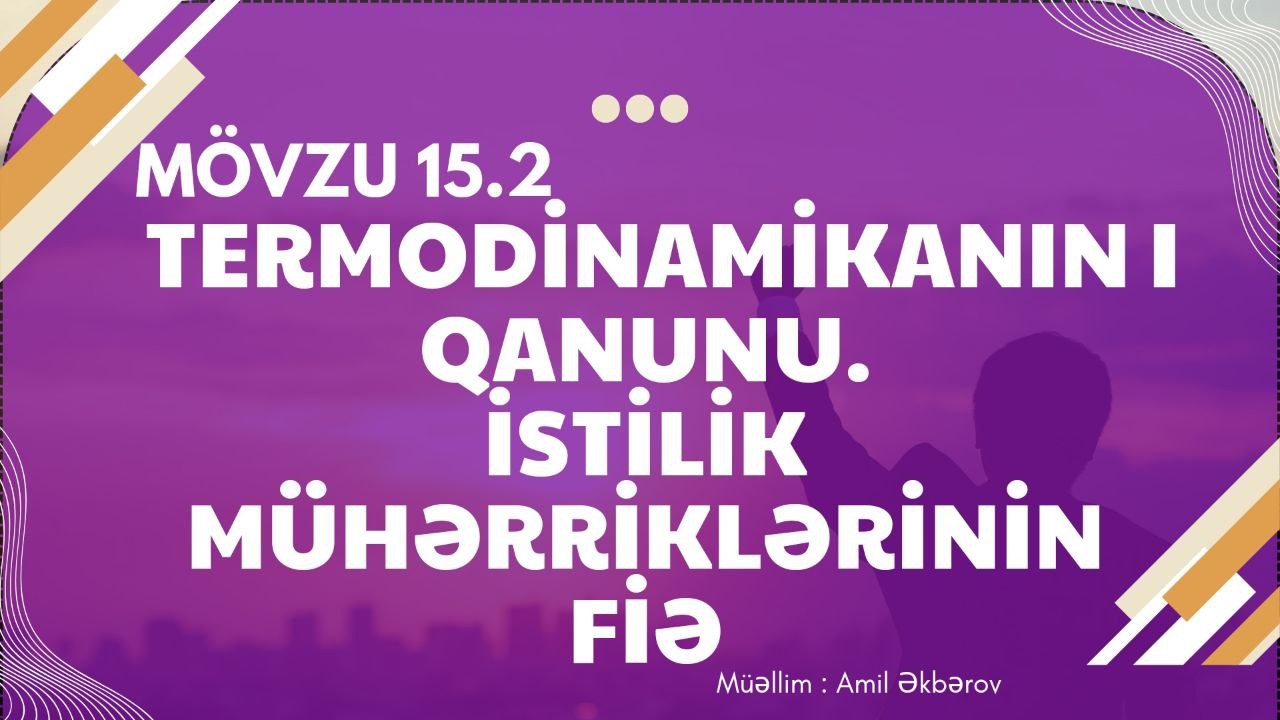 MÖVZU 15.2
TERMODİNAMİKANIN I
QANUNU.
İSTİLİK
MÜHƏRRİKLƏRİNİN
FİƏ
Müəllim : Amil Əkbərov